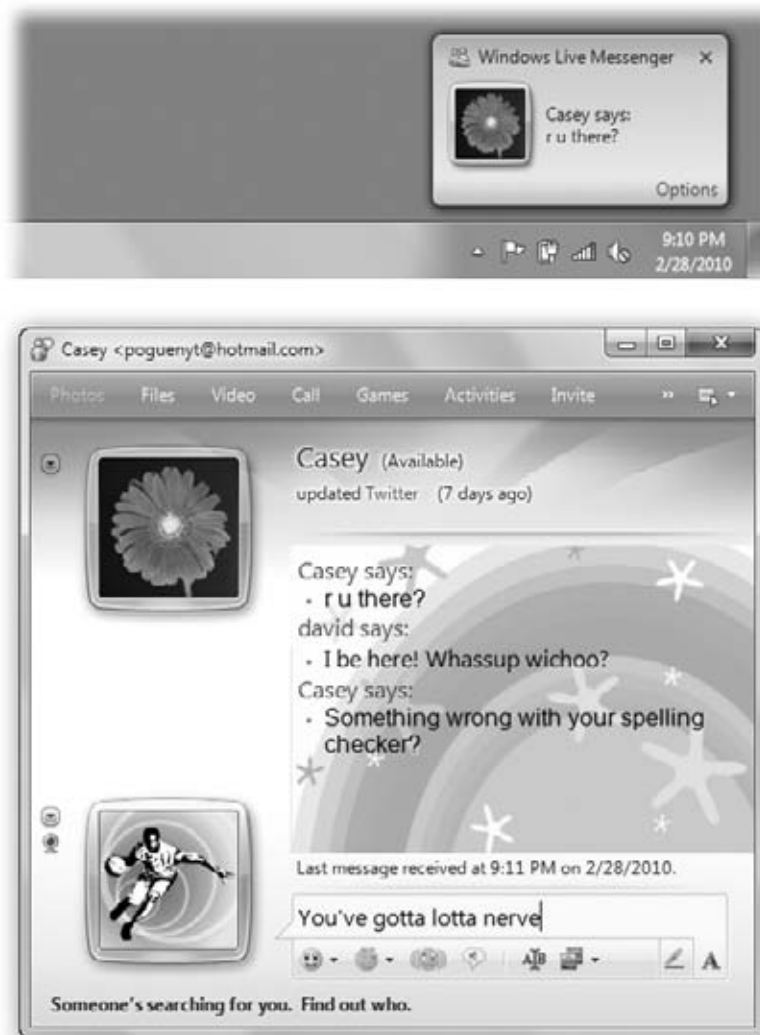 Windows Live Messenger
Casey says:
r u there?
Options
9:10 PM
2/28/2010
Casey <poguenyt@hotmail.com>
Photos Files Video Call Games Activities Invite »
Casey (Available)
updated Twitter (7 days ago)
Casey says:
· r u there?
david says:
· I be here! Whassup wichoo?
Casey says:
· Something wrong with your spelling
checker?
Last message received at 9:11 PM on 2/28/2010.
You've gotta lotta nerve
A
Someone's searching for you. Find out who.